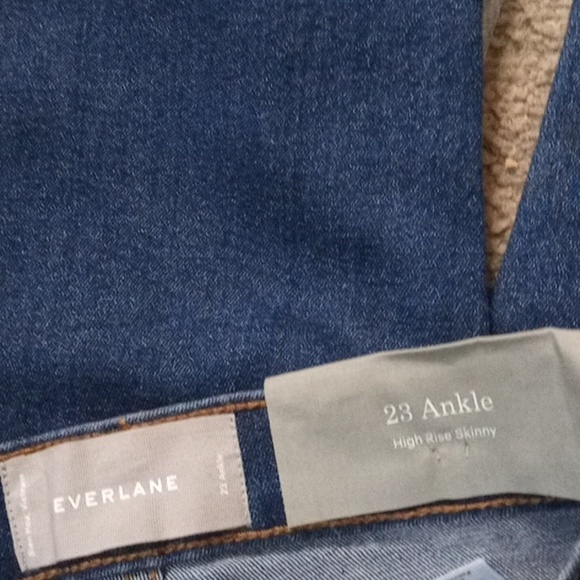 23 Ankle
High Rise Skinny
EVERLANE
23 Ankle